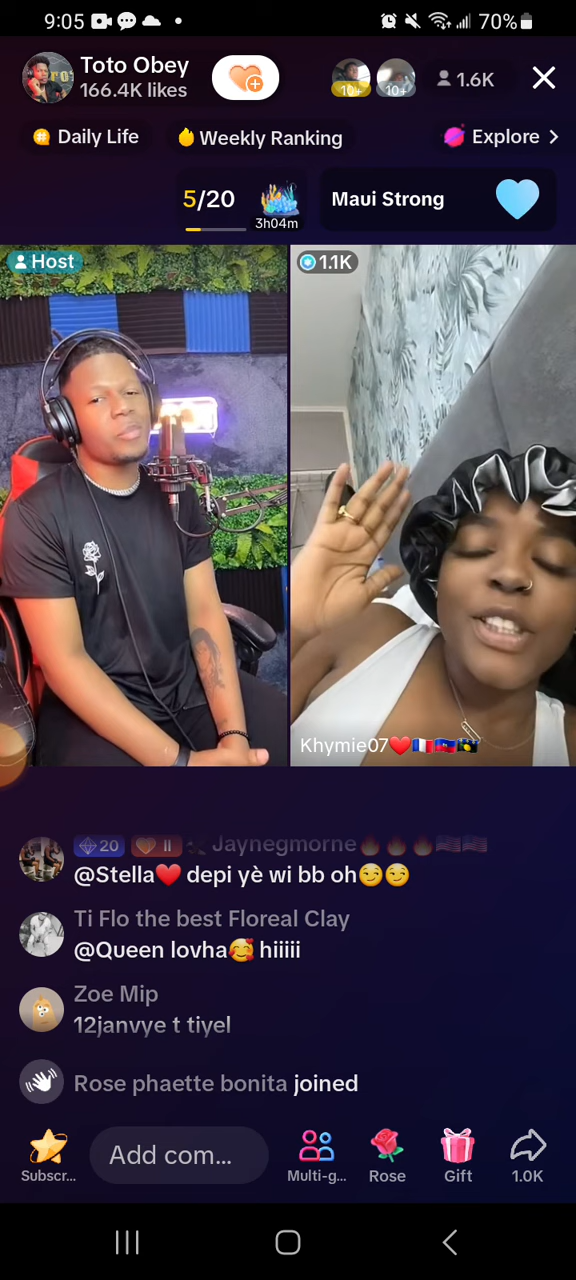 9:05
70%
Toto Obey
166.4K likes
10+
10+
1.6K
Daily Life
Weekly Ranking
Explore
5/20
3h04m
Maui Strong
Host
1.1K
Khymie07❤️🇫🇷🇭🇹🇬🇵
20
II
Jaynegmorne🔥🔥🔥🇺🇸🇺🇸
@Stella❤️ depi yè wi bb oh😏😏
Ti Flo the best Floreal Clay
@Queen lovha🥰 hiiiii
Zoe Mip
12janvye t tiyel
Rose phaette bonita joined
Subscr...
Add com...
Multi-g...
Rose
Gift
1.0K